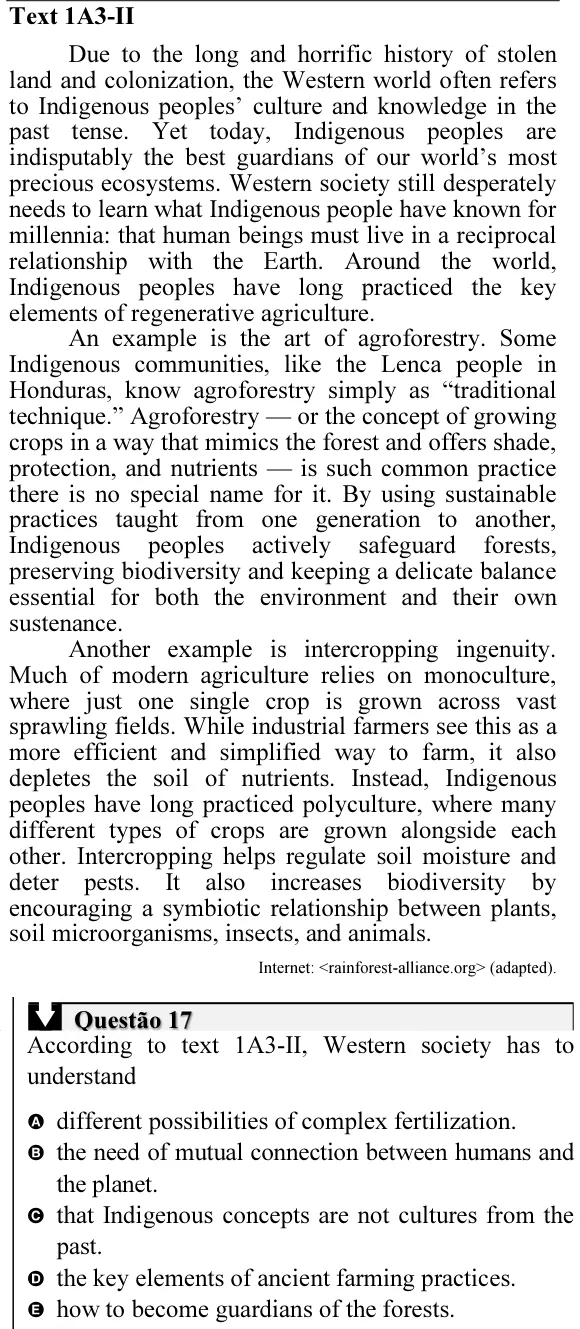 Text 1A3-II
Due to the long and horrific history of stolen
land and colonization, the Western world often refers
to Indigenous peoples’ culture and knowledge in the
past tense. Yet today, Indigenous peoples are
indisputably the best guardians of our world’s most
precious ecosystems. Western society still desperately
needs to learn what Indigenous people have known for
millennia: that human beings must live in a reciprocal
relationship with the Earth. Around the world,
Indigenous peoples have long practiced the key
elements of regenerative agriculture.
An example is the art of agroforestry. Some
Indigenous communities, like the Lenca people in
Honduras, know agroforestry simply as “traditional
technique.” Agroforestry — or the concept of growing
crops in a way that mimics the forest and offers shade,
protection, and nutrients — is such common practice
there is no special name for it. By using sustainable
practices taught from one generation to another,
Indigenous peoples actively safeguard forests,
preserving biodiversity and keeping a delicate balance
essential for both the environment and their own
sustenance.
Another example is intercropping ingenuity.
Much of modern agriculture relies on monoculture,
where just one single crop is grown across vast
sprawling fields. While industrial farmers see this as a
more efficient and simplified way to farm, it also
depletes the soil of nutrients. Instead, Indigenous
peoples have long practiced polyculture, where many
different types of crops are grown alongside each
other. Intercropping helps regulate soil moisture and
deter pests. It also increases biodiversity by
encouraging a symbiotic relationship between plants,
soil microorganisms, insects, and animals.
Internet: <rainforest-alliance.org> (adapted).
Questão 17
According to text 1A3-II, Western society has to
understand
A different possibilities of complex fertilization.
B the need of mutual connection between humans and
the planet.
C that Indigenous concepts are not cultures from the
past.
D the key elements of ancient farming practices.
E how to become guardians of the forests.